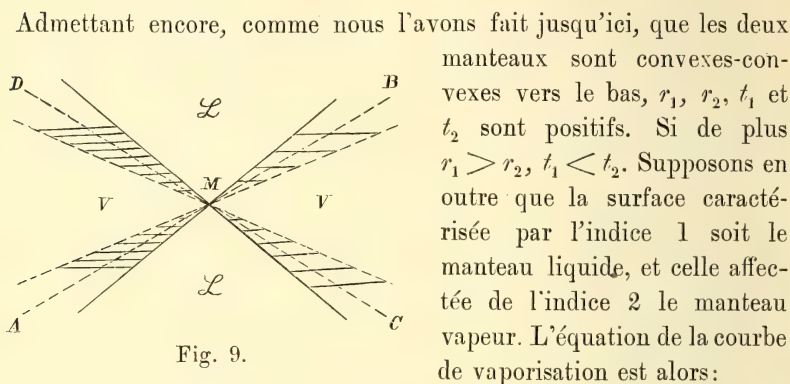 Admettant encore, comme nous l'avons fait jusqu'ici, que les deux
manteaux sont convexes-con-
vexes vers le bas, r₁, r₂, t₁ et
t₂ sont positifs. Si de plus
r₁ > r₂, t₁ < t₂. Supposons en
outre que la surface caracté-
risée par l'indice 1 soit le
manteau liquide, et celle affec-
tée de l'indice 2 le manteau
vapeur. L'équation de la courbe
de vaporisation est alors:
D
ℒ
B
M
V
V
ℒ
A
C
Fig. 9.